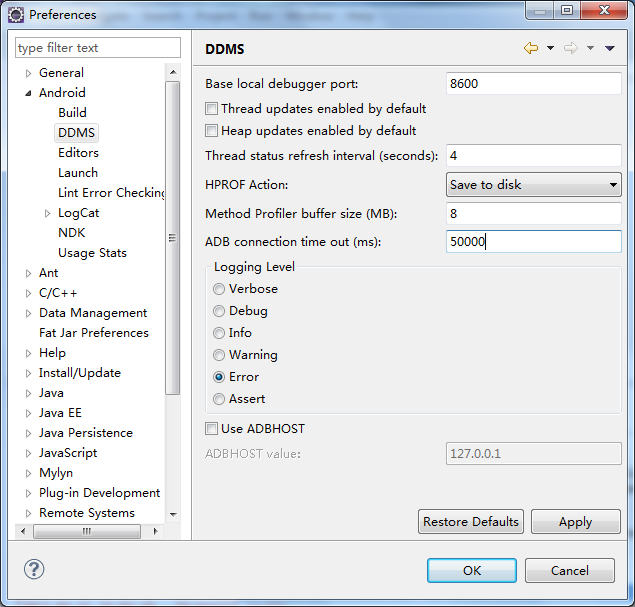 Preferences
type filter text
General
Android
Build
DDMS
Editors
Launch
Lint Error Checking
LogCat
NDK
Usage Stats
Ant
C/C++
Data Management
Fat Jar Preferences
Help
Install/Update
Java
Java EE
Java Persistence
JavaScript
Mylyn
Plug-in Development
Remote Systems
DDMS
Base local debugger port: 8600
Thread updates enabled by default
Heap updates enabled by default
Thread status refresh interval (seconds): 4
HPROF Action: Save to disk
Method Profiler buffer size (MB): 8
ADB connection time out (ms): 50000
Logging Level
Verbose
Debug
Info
Warning
Error
Assert
Use ADBHOST
ADBHOST value: 127.0.0.1
Restore Defaults Apply
? OK Cancel